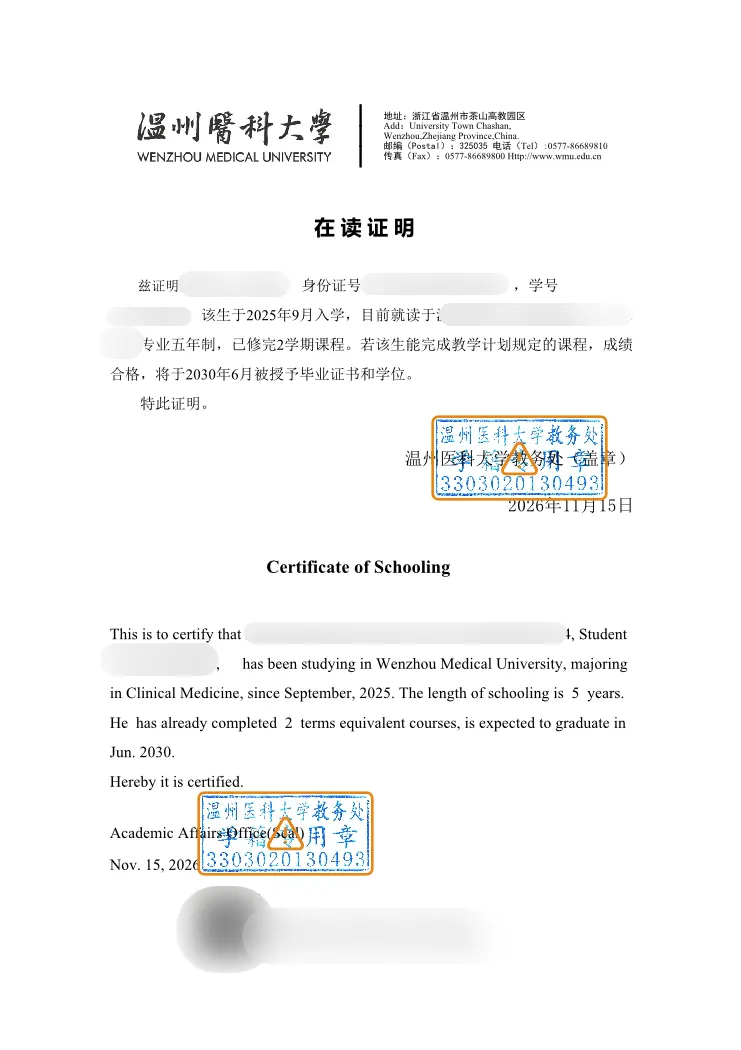 温州醫科大學
WENZHOU MEDICAL UNIVERSITY
地址：浙江省温州市茶山高教园区
Add：University Town Chashan,
Wenzhou,Zhejiang Province,China.
邮编（Postal）：325035 电话（Tel）:0577-86689810
传真（Fax）：0577-86689800 Http://www.wmu.edu.cn
在读证明
兹证明 身份证号 ，学号
该生于2025年9月入学，目前就读于
专业五年制，已修完2学期课程。若该生能完成教学计划规定的课程，成绩
合格，将于2030年6月被授予毕业证书和学位。
特此证明。
温州医科大学教务处（盖章）
温州医科大学教务处
学籍专用章
3303020130493
2026年11月15日
Certificate of Schooling
This is to certify that 4, Student
, has been studying in Wenzhou Medical University, majoring
in Clinical Medicine, since September, 2025. The length of schooling is 5 years.
He has already completed 2 terms equivalent courses, is expected to graduate in
Jun. 2030.
Hereby it is certified.
温州医科大学教务处
Academic Affairs Office(Seal)
学籍专用章
3303020130493
Nov. 15, 2026